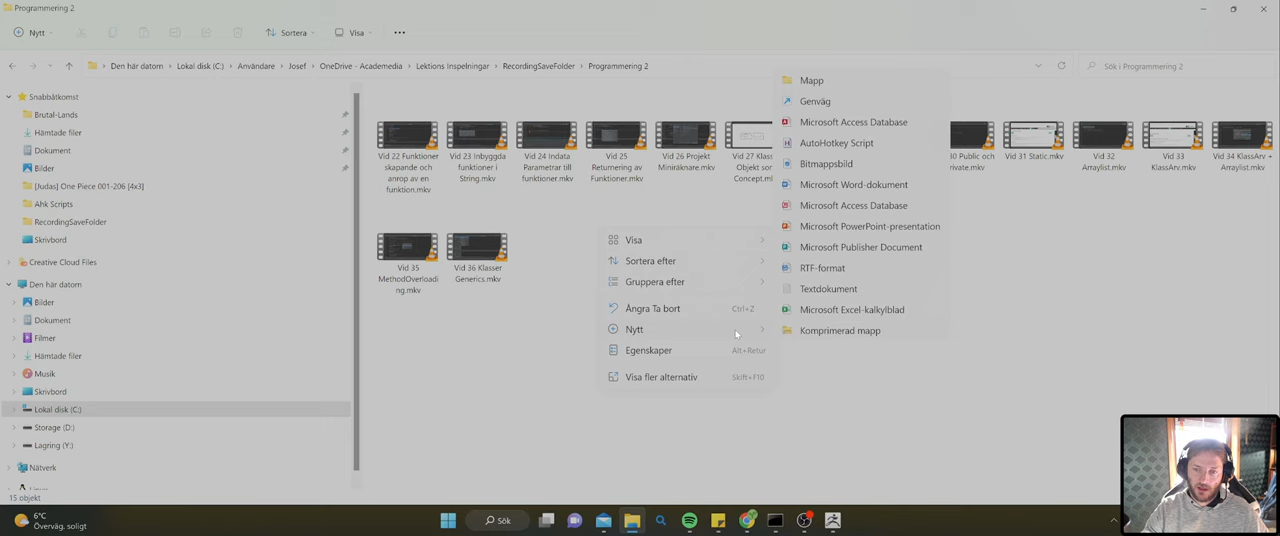 Programmering 2
Nytt
Sortera
Visa
Den här datorn
Lokal disk (C:)
Användare
Josef
OneDrive - Academedia
Lektions Inspelningar
RecordingSaveFolder
Programmering 2
Sök i Programmering 2
Snabbåtkomst
Brutal-Lands
Hämtade filer
Dokument
Bilder
[Judas] One Piece 001-206 [4x3]
Ahk Scripts
RecordingSaveFolder
Skrivbord
Creative Cloud Files
Den här datorn
Bilder
Dokument
Filmer
Hämtade filer
Musik
Skrivbord
Lokal disk (C:)
Storage (D:)
Lagring (Y:)
Nätverk
15 objekt
Vid 22 Funktioner
skapande och
anrop av en
funktion.mkv
Vid 23 Inbyggda
funktioner i
String.mkv
Vid 24 Indata
Parametrar till
funktioner.mkv
Vid 25
Returnering av
Funktioner.mkv
Vid 26 Projekt
Miniräknare.mkv
Vid 27 Klass
Objekt som
Concept.m
30 Public och
rivate.mkv
Vid 31 Static.mkv
Vid 32
Arraylist.mkv
Vid 33
KlassArv.mkv
Vid 34 KlassArv +
Arraylist.mkv
Vid 35
MethodOverloadi
ng.mkv
Vid 36 Klasser
Generics.mkv
Visa
Sortera efter
Gruppera efter
Ångra Ta bort Ctrl+Z
Nytt
Egenskaper Alt+Retur
Visa fler alternativ Skift+F10
Mapp
Genväg
Microsoft Access Database
AutoHotkey Script
Bitmappsbild
Microsoft Word-dokument
Microsoft Access Database
Microsoft PowerPoint-presentation
Microsoft Publisher Document
RTF-format
Textdokument
Microsoft Excel-kalkylblad
Komprimerad mapp
6°C
Överväg. soligt
Sök